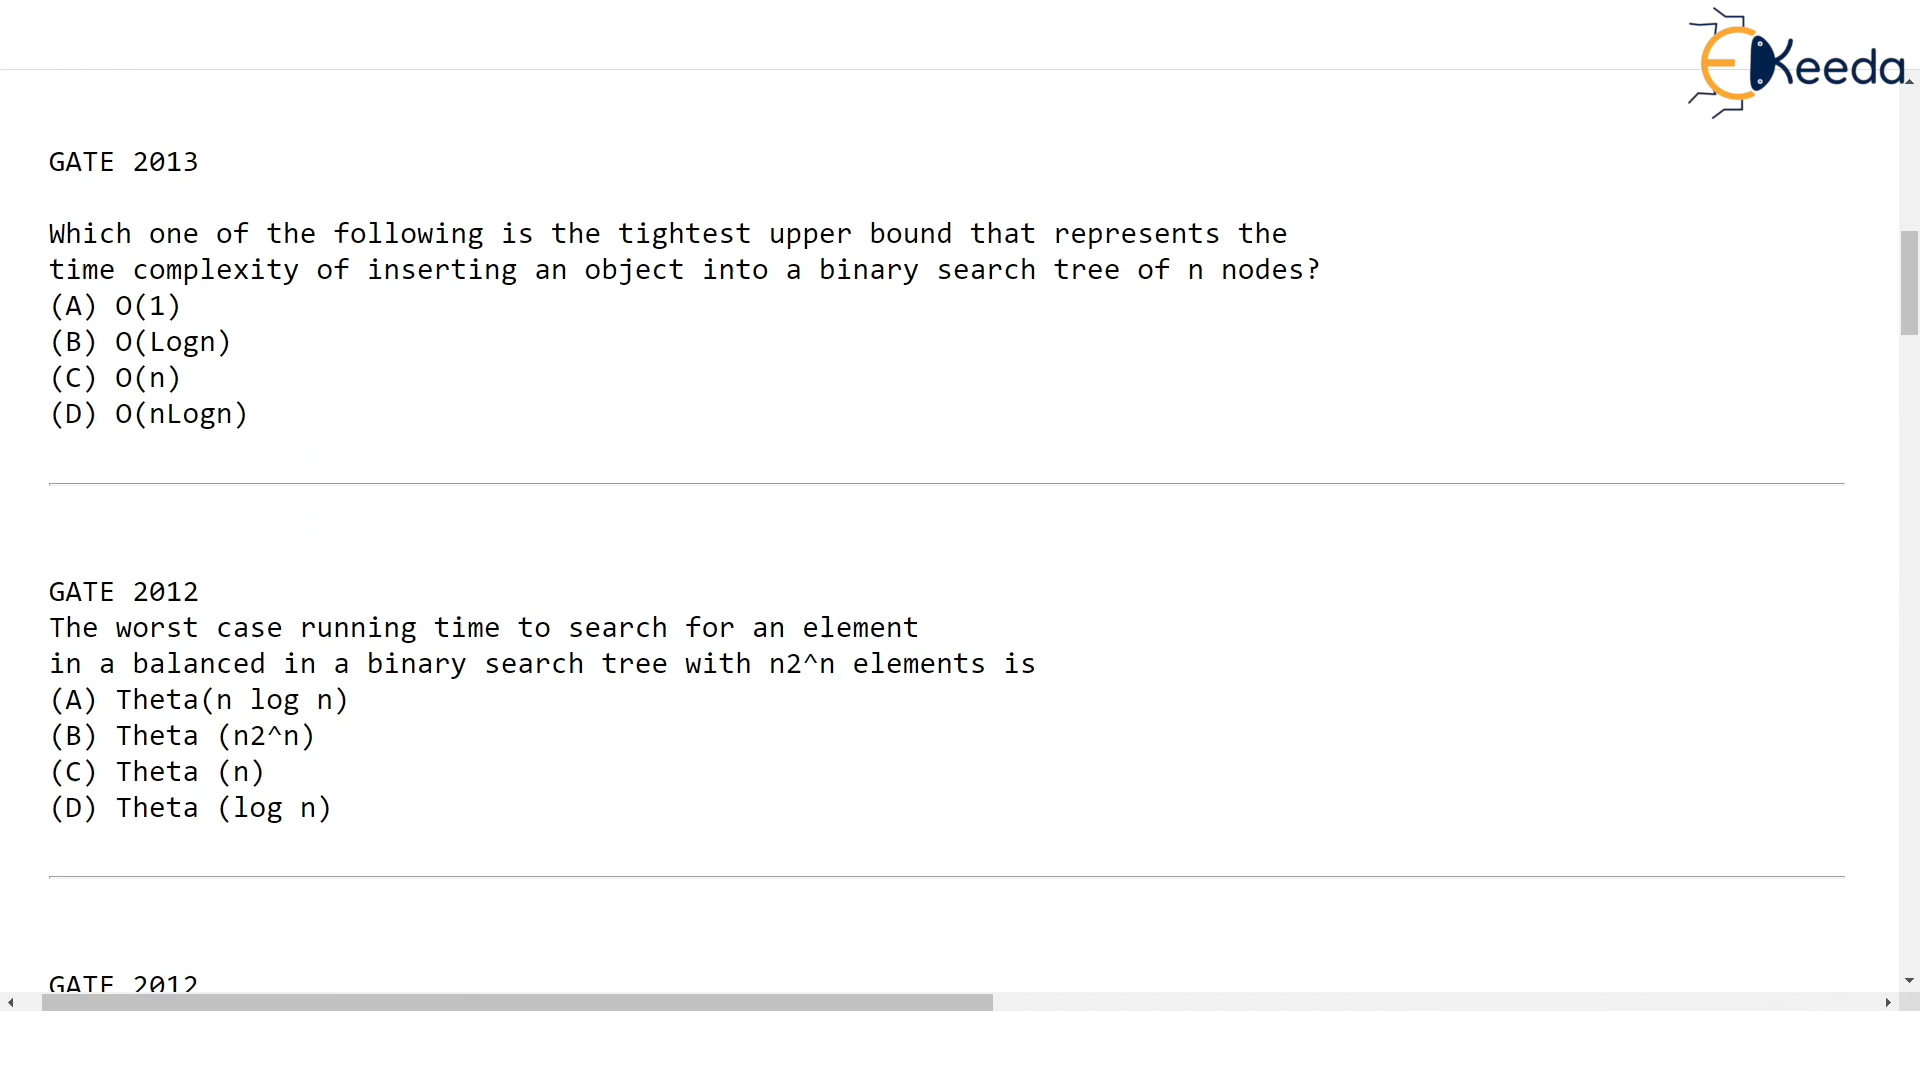 EKeeda
GATE 2013
Which one of the following is the tightest upper bound that represents the
time complexity of inserting an object into a binary search tree of n nodes?
(A) O(1)
(B) O(Logn)
(C) O(n)
(D) O(nLogn)
GATE 2012
The worst case running time to search for an element
in a balanced in a binary search tree with n2^n elements is
(A) Theta(n log n)
(B) Theta (n2^n)
(C) Theta (n)
(D) Theta (log n)
GATE 2012